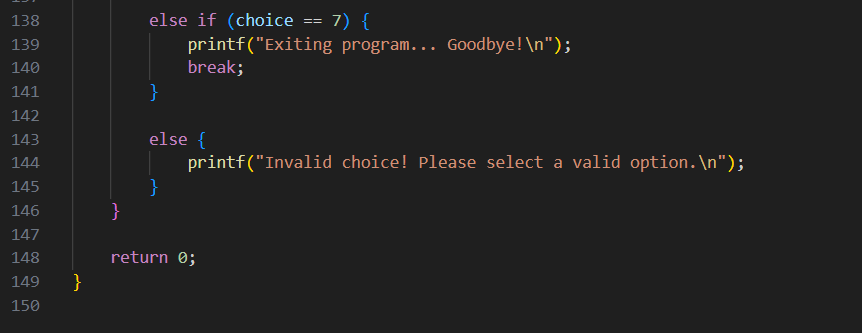 138 else if (choice == 7) {
139 printf("Exiting program... Goodbye!\n");
140 break;
141 }
142
143 else {
144 printf("Invalid choice! Please select a valid option.\n");
145 }
146 }
147
148 return 0;
149 }
150